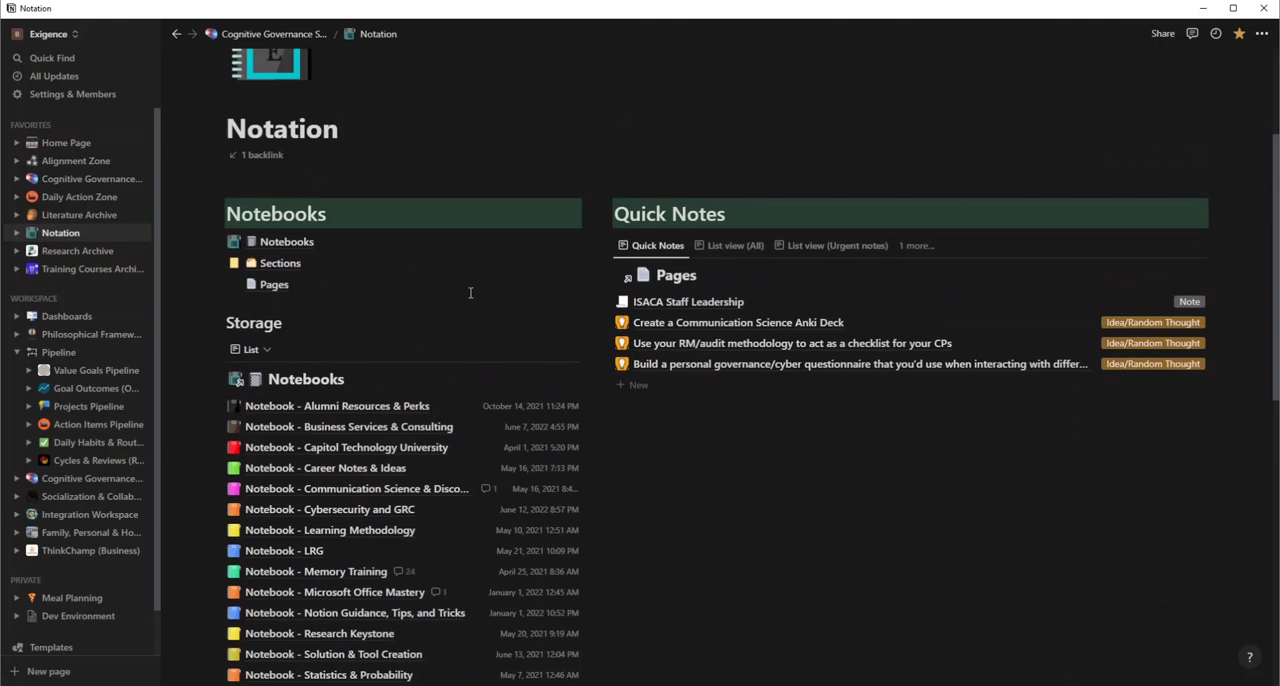 Notation
Exigence
Cognitive Governance S... / Notation
Share
Quick Find
All Updates
Settings & Members
FAVORITES
Home Page
Alignment Zone
Cognitive Governance...
Daily Action Zone
Literature Archive
Notation
Research Archive
Training Courses Archi...
WORKSPACE
Dashboards
Philosophical Framew...
Pipeline
Value Goals Pipeline
Goal Outcomes (O...
Projects Pipeline
Action Items Pipeline
Daily Habits & Rout...
Cycles & Reviews (R...
Cognitive Governance...
Socialization & Collab...
Integration Workspace
Family, Personal & Ho...
ThinkChamp (Business)
PRIVATE
Meal Planning
Dev Environment
Templates
New page
E
Notation
1 backlink
Notebooks
Notebooks
Sections
Pages
Storage
List
Notebooks
Notebook - Alumni Resources & Perks October 14, 2021 11:24 PM
Notebook - Business Services & Consulting June 7, 2022 4:55 PM
Notebook - Capitol Technology University April 1, 2021 5:20 PM
Notebook - Career Notes & Ideas May 16, 2021 7:13 PM
Notebook - Communication Science & Disco... 1 May 16, 2021 8:4...
Notebook - Cybersecurity and GRC June 12, 2022 8:57 PM
Notebook - Learning Methodology May 10, 2021 12:51 AM
Notebook - LRG May 21, 2021 10:09 PM
Notebook - Memory Training 24 April 25, 2021 8:36 AM
Notebook - Microsoft Office Mastery 1 January 1, 2022 12:45 AM
Notebook - Notion Guidance, Tips, and Tricks January 1, 2022 10:52 PM
Notebook - Research Keystone May 20, 2021 9:19 AM
Notebook - Solution & Tool Creation June 13, 2021 12:04 PM
Notebook - Statistics & Probability May 7, 2021 12:46 AM
Quick Notes
Quick Notes List view (All) List view (Urgent notes) 1 more...
Pages
ISACA Staff Leadership Note
Create a Communication Science Anki Deck Idea/Random Thought
Use your RM/audit methodology to act as a checklist for your CPs Idea/Random Thought
Build a personal governance/cyber questionnaire that you'd use when interacting with differ... Idea/Random Thought
New
?